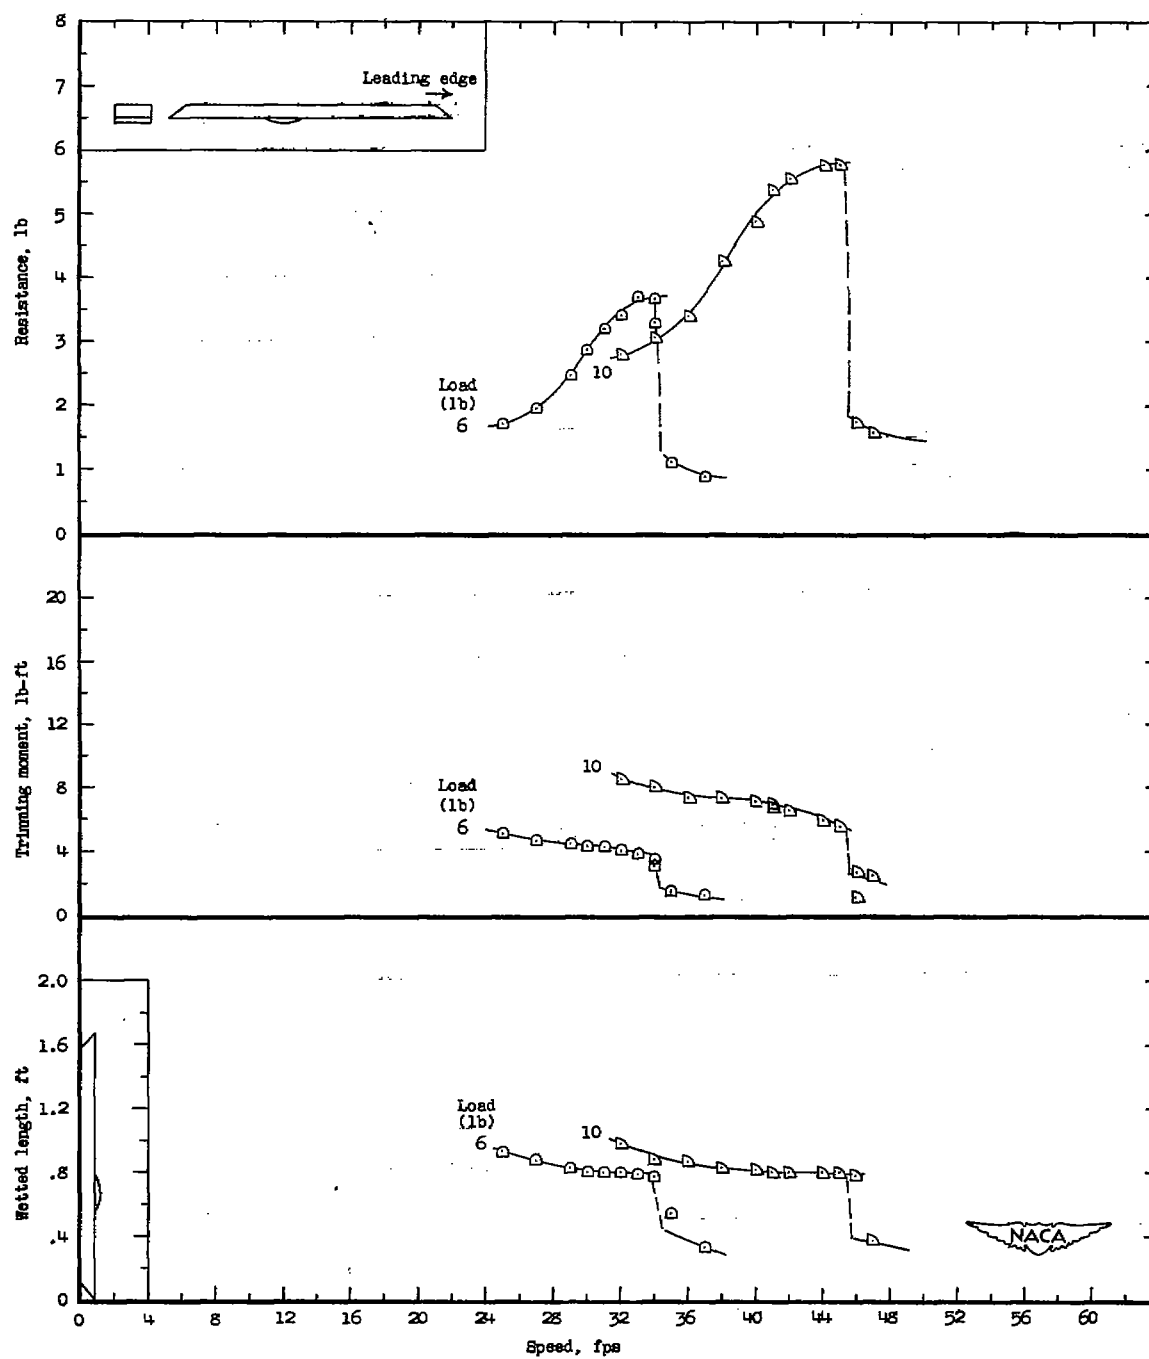 8
7
6
5
4
3
2
1
0
Resistance, lb
Leading edge
Load
(lb)
6
10
20
16
12
8
4
0
Trimming moment, lb-ft
10
Load
(lb)
6
2.0
1.6
1.2
.8
.4
0
Wetted length, ft
Load
(lb)
6
10
NACA
0 4 8 12 16 20 24 28 32 36 40 44 48 52 56 60
Speed, fps